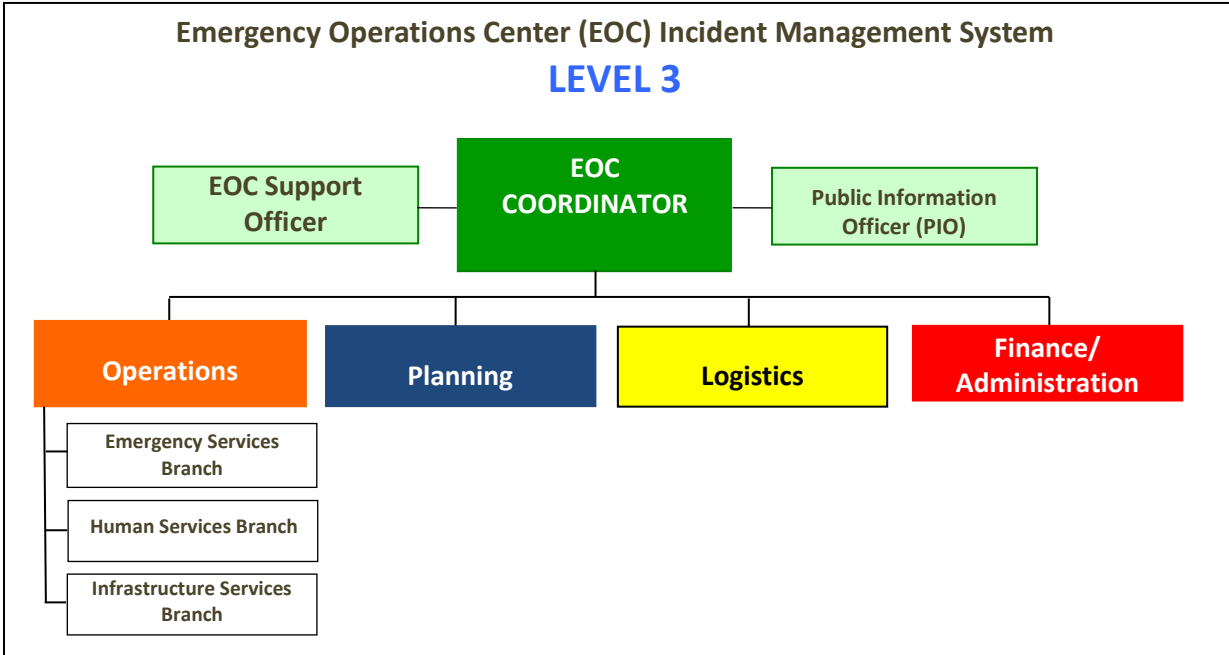 Emergency Operations Center (EOC) Incident Management System
LEVEL 3
EOC
COORDINATOR
EOC Support
Officer
Public Information
Officer (PIO)
Operations
Planning
Logistics
Finance/
Administration
Emergency Services
Branch
Human Services Branch
Infrastructure Services
Branch